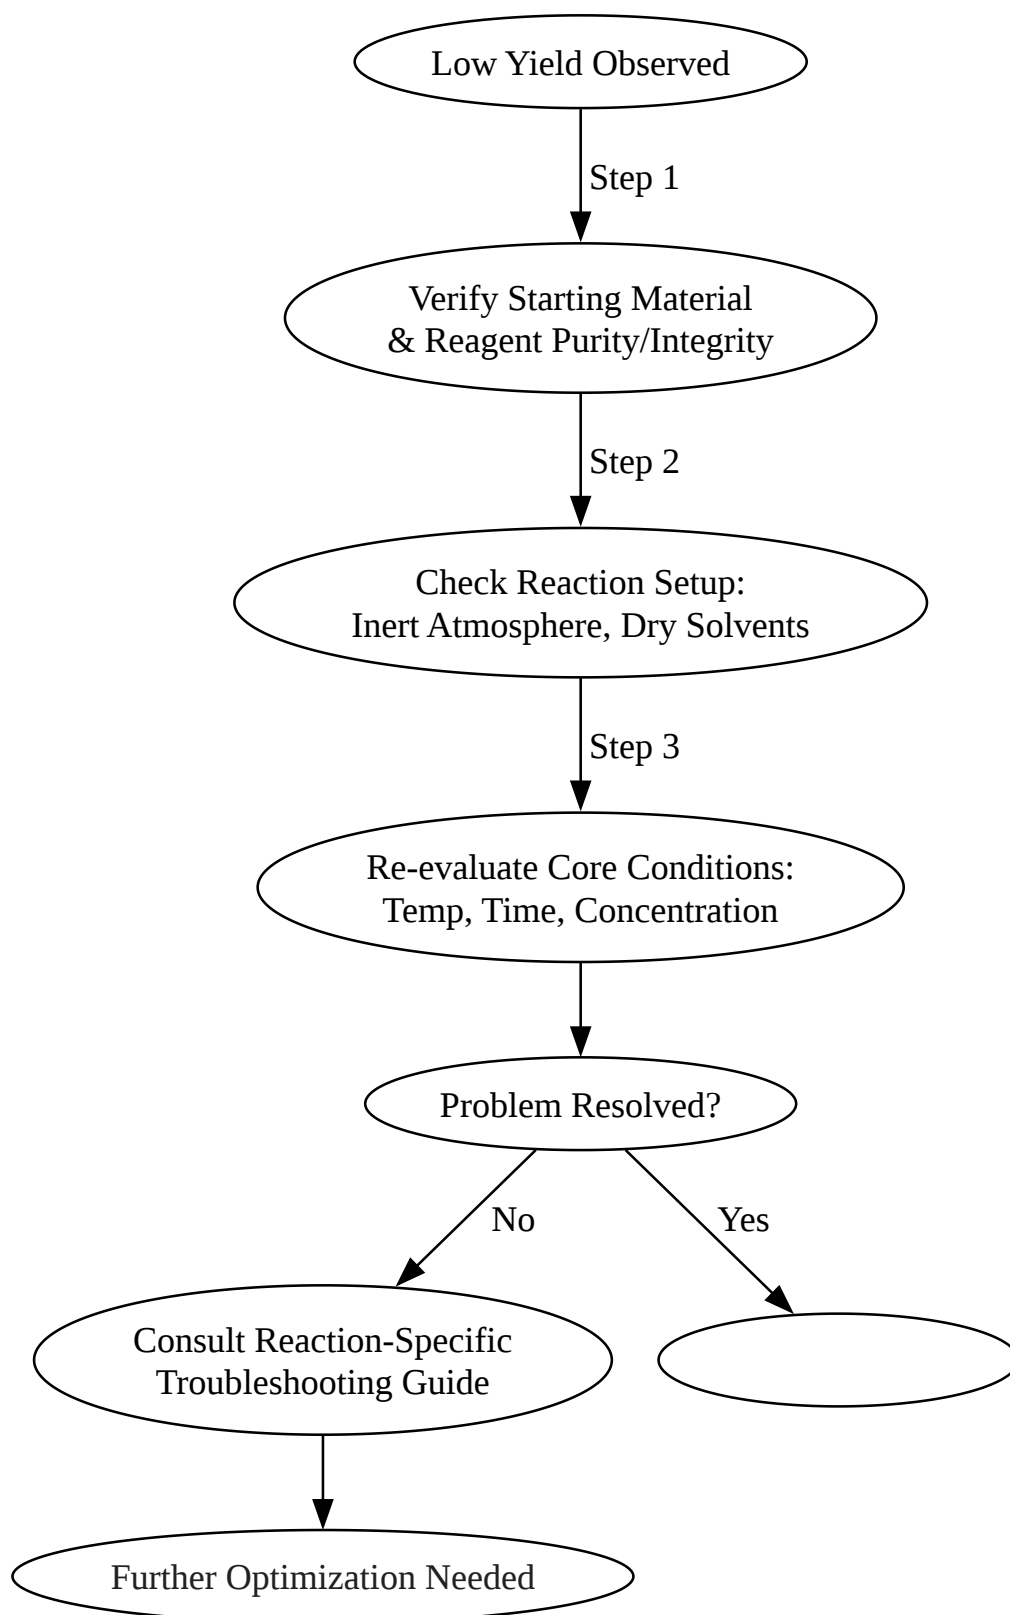 Low Yield Observed
Step 1
Verify Starting Material
& Reagent Purity/Integrity
Step 2
Check Reaction Setup:
Inert Atmosphere, Dry Solvents
Step 3
Re-evaluate Core Conditions:
Temp, Time, Concentration
Problem Resolved?
No
Yes
Consult Reaction-Specific
Troubleshooting Guide
Further Optimization Needed